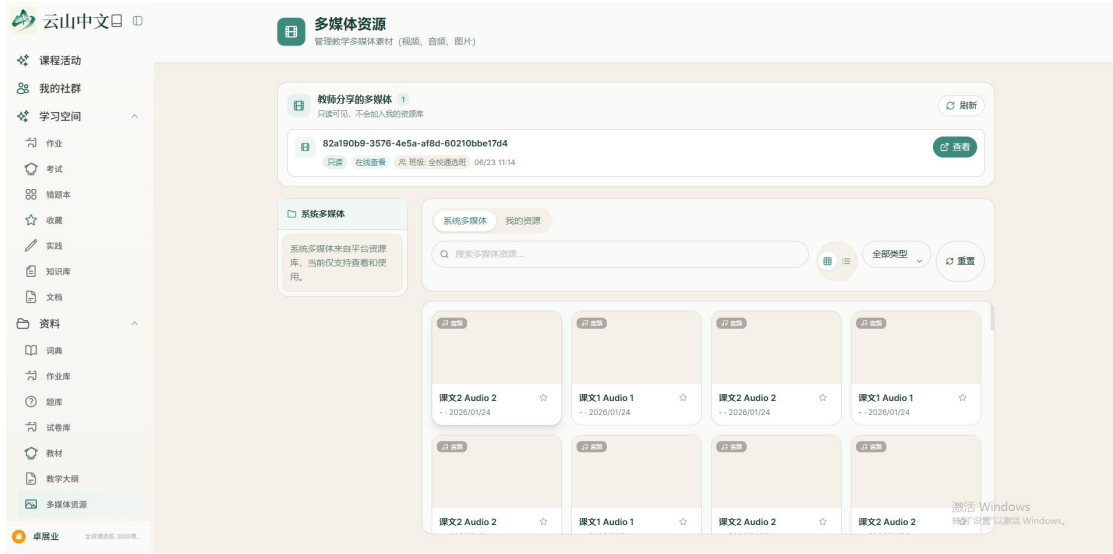 云山中文
课程活动
我的社群
学习空间
作业
考试
错题本
收藏
实践
知识库
文档
资料
词典
作业库
题库
试卷库
教材
教学大纲
多媒体资源
卓展业
多媒体资源
管理教学多媒体素材（视频、音频、图片）
教师分享的多媒体 1
只读可见，不会加入我的资源库
刷新
82a190b9-3576-4e5a-af8d-60210bbe17d4
查看
只读 在线查看 班级: 全校通选班 06/23 11:14
系统多媒体
系统多媒体来自平台资源
库，当前仅支持查看和使
用。
系统多媒体 我的资源
搜索多媒体资源...
全部类型
重置
音频 音频 音频 音频
课文2 Audio 2 课文1 Audio 1 课文2 Audio 2 课文1 Audio 1
- · 2026/01/24 - · 2026/01/24 - · 2026/01/24 - · 2026/01/24
音频 音频 音频 音频
课文2 Audio 2 课文1 Audio 1 课文2 Audio 2 课文2 Audio 2
激活 Windows
转到"设置"以激活 Windows。